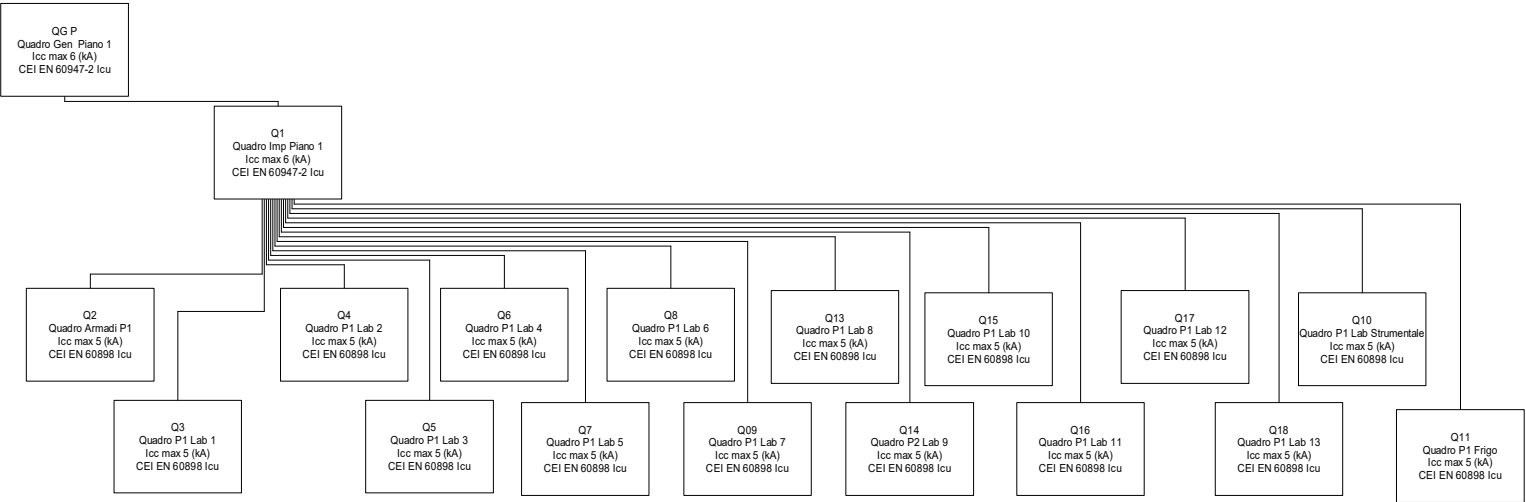 QG P
Quadro Gen Piano 1
Icc max 6 (kA)
CEI EN 60947-2 Icu
Q1
Quadro Imp Piano 1
Icc max 6 (kA)
CEI EN 60947-2 Icu
Q2
Quadro Armadi P1
Icc max 5 (kA)
CEI EN 60898 Icu
Q4
Quadro P1 Lab 2
Icc max 5 (kA)
CEI EN 60898 Icu
Q6
Quadro P1 Lab 4
Icc max 5 (kA)
CEI EN 60898 Icu
Q8
Quadro P1 Lab 6
Icc max 5 (kA)
CEI EN 60898 Icu
Q13
Quadro P1 Lab 8
Icc max 5 (kA)
CEI EN 60898 Icu
Q15
Quadro P1 Lab 10
Icc max 5 (kA)
CEI EN 60898 Icu
Q17
Quadro P1 Lab 12
Icc max 5 (kA)
CEI EN 60898 Icu
Q10
Quadro P1 Lab Strumentale
Icc max 5 (kA)
CEI EN 60898 Icu
Q3
Quadro P1 Lab 1
Icc max 5 (kA)
CEI EN 60898 Icu
Q5
Quadro P1 Lab 3
Icc max 5 (kA)
CEI EN 60898 Icu
Q7
Quadro P1 Lab 5
Icc max 5 (kA)
CEI EN 60898 Icu
Q09
Quadro P1 Lab 7
Icc max 5 (kA)
CEI EN 60898 Icu
Q14
Quadro P2 Lab 9
Icc max 5 (kA)
CEI EN 60898 Icu
Q16
Quadro P1 Lab 11
Icc max 5 (kA)
CEI EN 60898 Icu
Q18
Quadro P1 Lab 13
Icc max 5 (kA)
CEI EN 60898 Icu
Q11
Quadro P1 Frigo
Icc max 5 (kA)
CEI EN 60898 Icu